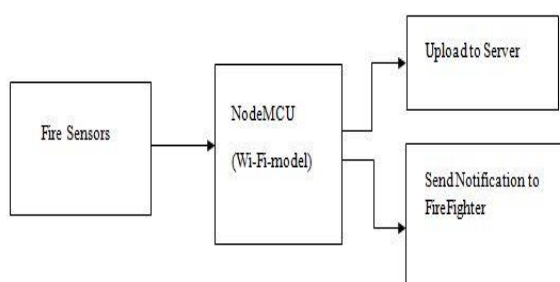 Fire Sensors
NodeMCU
(Wi-Fi-model)
Upload to Server
Send Notification to
FireFighter